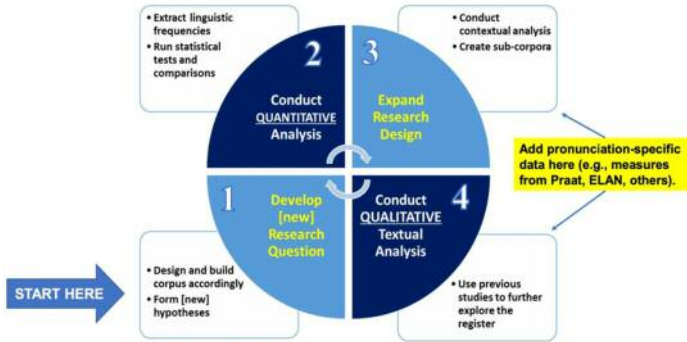 • Extract linguistic
frequencies
• Run statistical
tests and
comparisons
2
Conduct
QUANTITATIVE
Analysis
3
Expand
Research
Design
• Conduct
contextual analysis
• Create sub-corpora
Add pronunciation-specific
data here (e.g., measures
from Praat, ELAN, others).
START HERE
• Design and build
corpus accordingly
• Form [new]
hypotheses
1
Develop
[new]
Research
Question
Conduct
QUALITATIVE
Textual
Analysis
4
• Use previous
studies to further
explore the
register